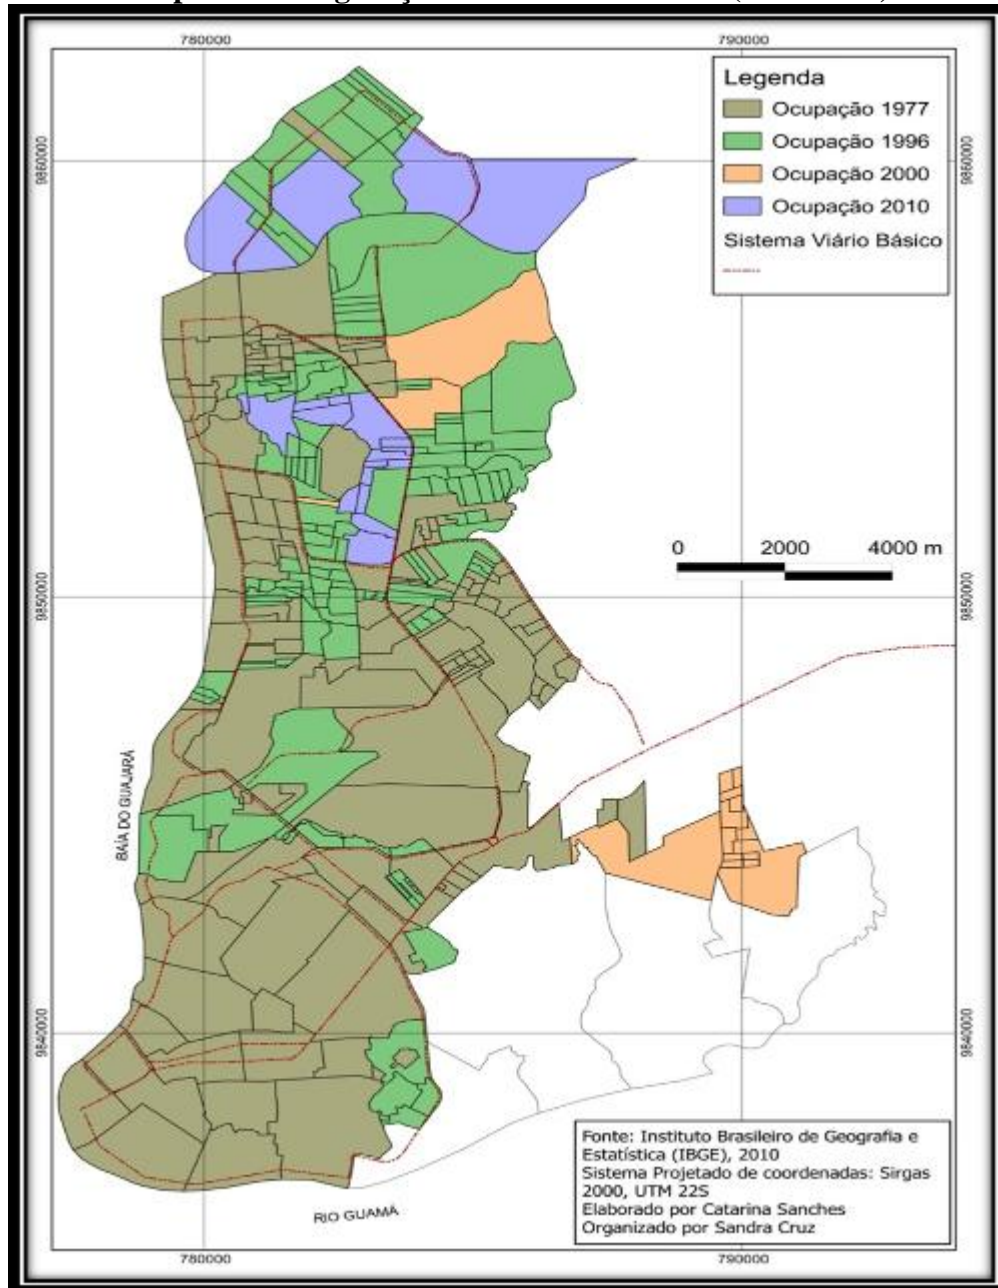 780000
790000
Legenda
Ocupação 1977
Ocupação 1996
Ocupação 2000
Ocupação 2010
Sistema Viário Básico
9860000
9860000
0 2000 4000 m
9850000
9850000
BAÍA DO GUAJARÁ
9840000
9840000
RIO GUAMÁ
Fonte: Instituto Brasileiro de Geografia e
Estatística (IBGE), 2010
Sistema Projetado de coordenadas: Sirgas
2000, UTM 22S
Elaborado por Catarina Sanches
Organizado por Sandra Cruz
780000
790000